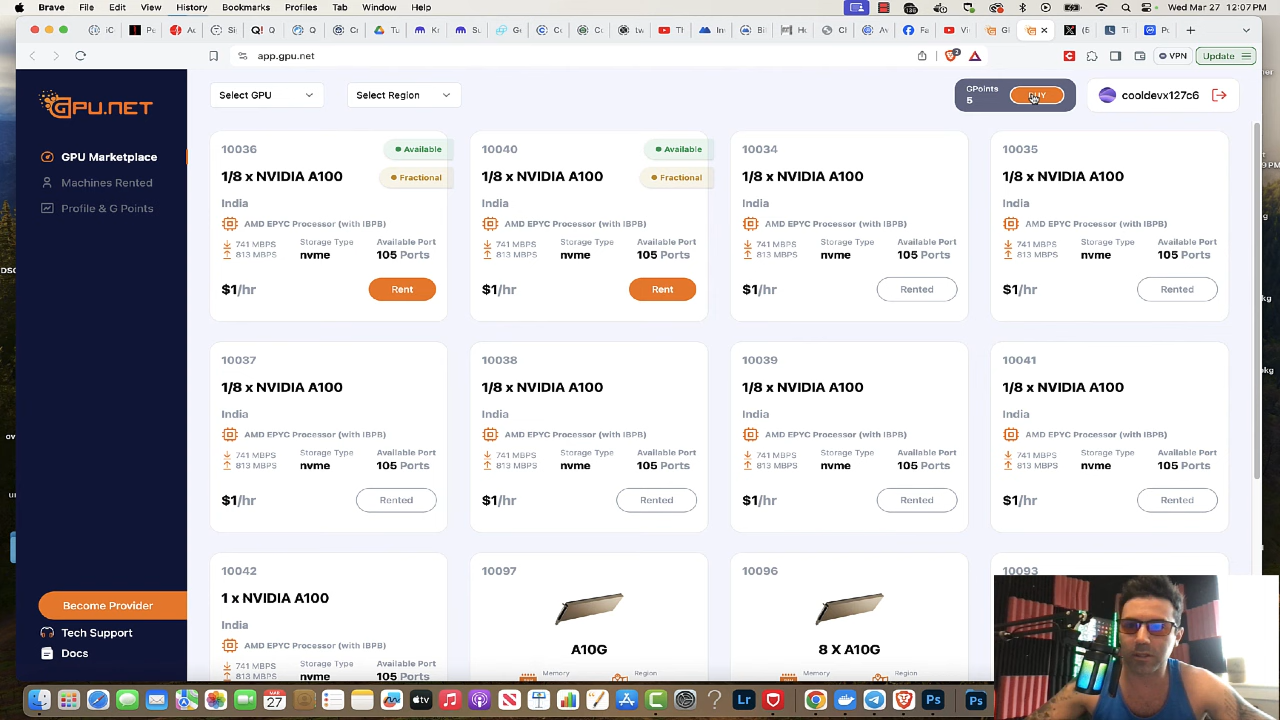 Brave File Edit View History Bookmarks Profiles Tab Window Help
Wed Mar 27 12:07 PM
app.gpu.net
VPN
Update
GPU.NET
GPU Marketplace
Machines Rented
Profile & G Points
Become Provider
Tech Support
Docs
Select GPU
Select Region
GPoints
5
BUY
cooldevx127c6
10036
Available
1/8 x NVIDIA A100
Fractional
India
AMD EPYC Processor (with IBPB)
741 MBPS
813 MBPS
Storage Type
nvme
Available Port
105 Ports
$1/hr
Rent
10040
Available
1/8 x NVIDIA A100
Fractional
India
AMD EPYC Processor (with IBPB)
741 MBPS
813 MBPS
Storage Type
nvme
Available Port
105 Ports
$1/hr
Rent
10034
1/8 x NVIDIA A100
India
AMD EPYC Processor (with IBPB)
741 MBPS
813 MBPS
Storage Type
nvme
Available Port
105 Ports
$1/hr
Rented
10035
1/8 x NVIDIA A100
India
AMD EPYC Processor (with IBPB)
741 MBPS
813 MBPS
Storage Type
nvme
Available Port
105 Ports
$1/hr
Rented
10037
1/8 x NVIDIA A100
India
AMD EPYC Processor (with IBPB)
741 MBPS
813 MBPS
Storage Type
nvme
Available Port
105 Ports
$1/hr
Rented
10038
1/8 x NVIDIA A100
India
AMD EPYC Processor (with IBPB)
741 MBPS
813 MBPS
Storage Type
nvme
Available Port
105 Ports
$1/hr
Rented
10039
1/8 x NVIDIA A100
India
AMD EPYC Processor (with IBPB)
741 MBPS
813 MBPS
Storage Type
nvme
Available Port
105 Ports
$1/hr
Rented
10041
1/8 x NVIDIA A100
India
AMD EPYC Processor (with IBPB)
741 MBPS
813 MBPS
Storage Type
nvme
Available Port
105 Ports
$1/hr
Rented
10042
1 x NVIDIA A100
India
AMD EPYC Processor (with IBPB)
741 MBPS
813 MBPS
Storage Type
nvme
Available Port
105 Ports
10097
A10G
Memory
Region
10096
8 X A10G
Memory
Region
10093